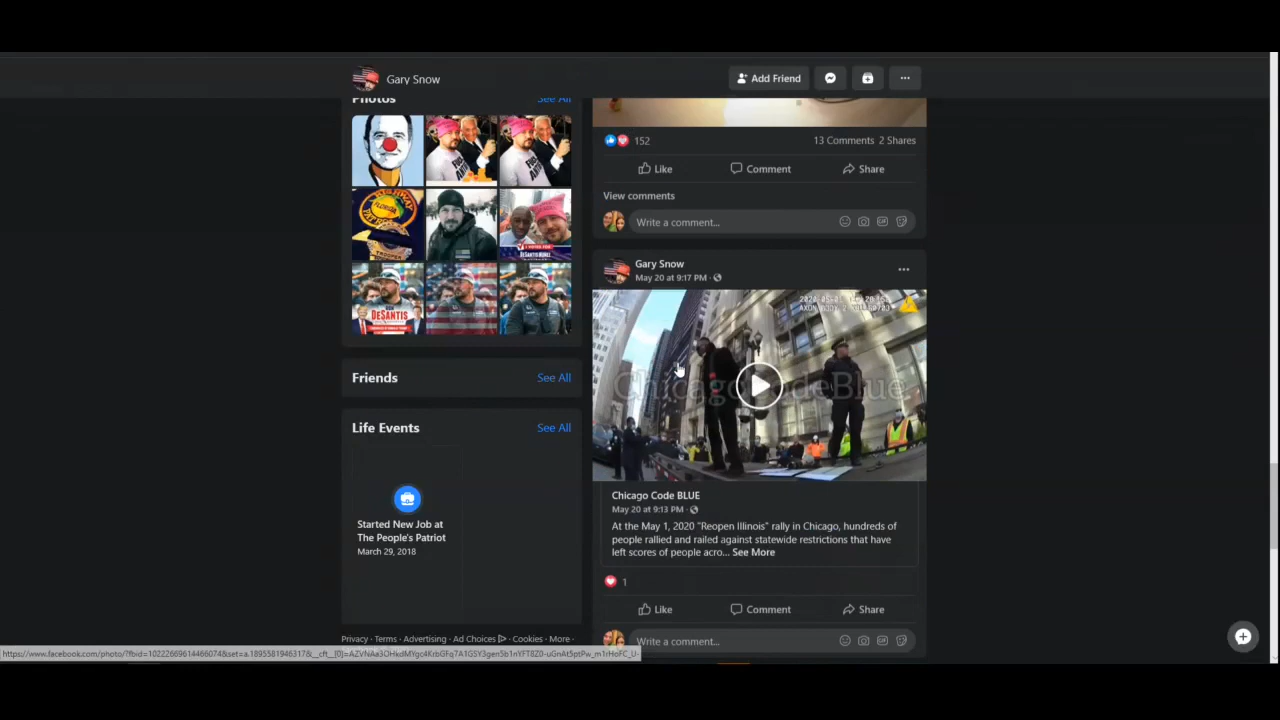 Gary Snow
Add Friend
Photos
See All
152
13 Comments 2 Shares
Like
Comment
Share
View comments
Write a comment...
Gary Snow
May 20 at 9:17 PM ·
ChicagoCodeBlue
DESANTIS
Friends
See All
Life Events
See All
Started New Job at
The People's Patriot
March 29, 2018
Chicago Code BLUE
May 20 at 9:13 PM ·
At the May 1, 2020 "Reopen Illinois" rally in Chicago, hundreds of
people rallied and railed against statewide restrictions that have
left scores of people acro... See More
1
Like
Comment
Share
Write a comment...
Privacy · Terms · Advertising · Ad Choices · Cookies · More ·